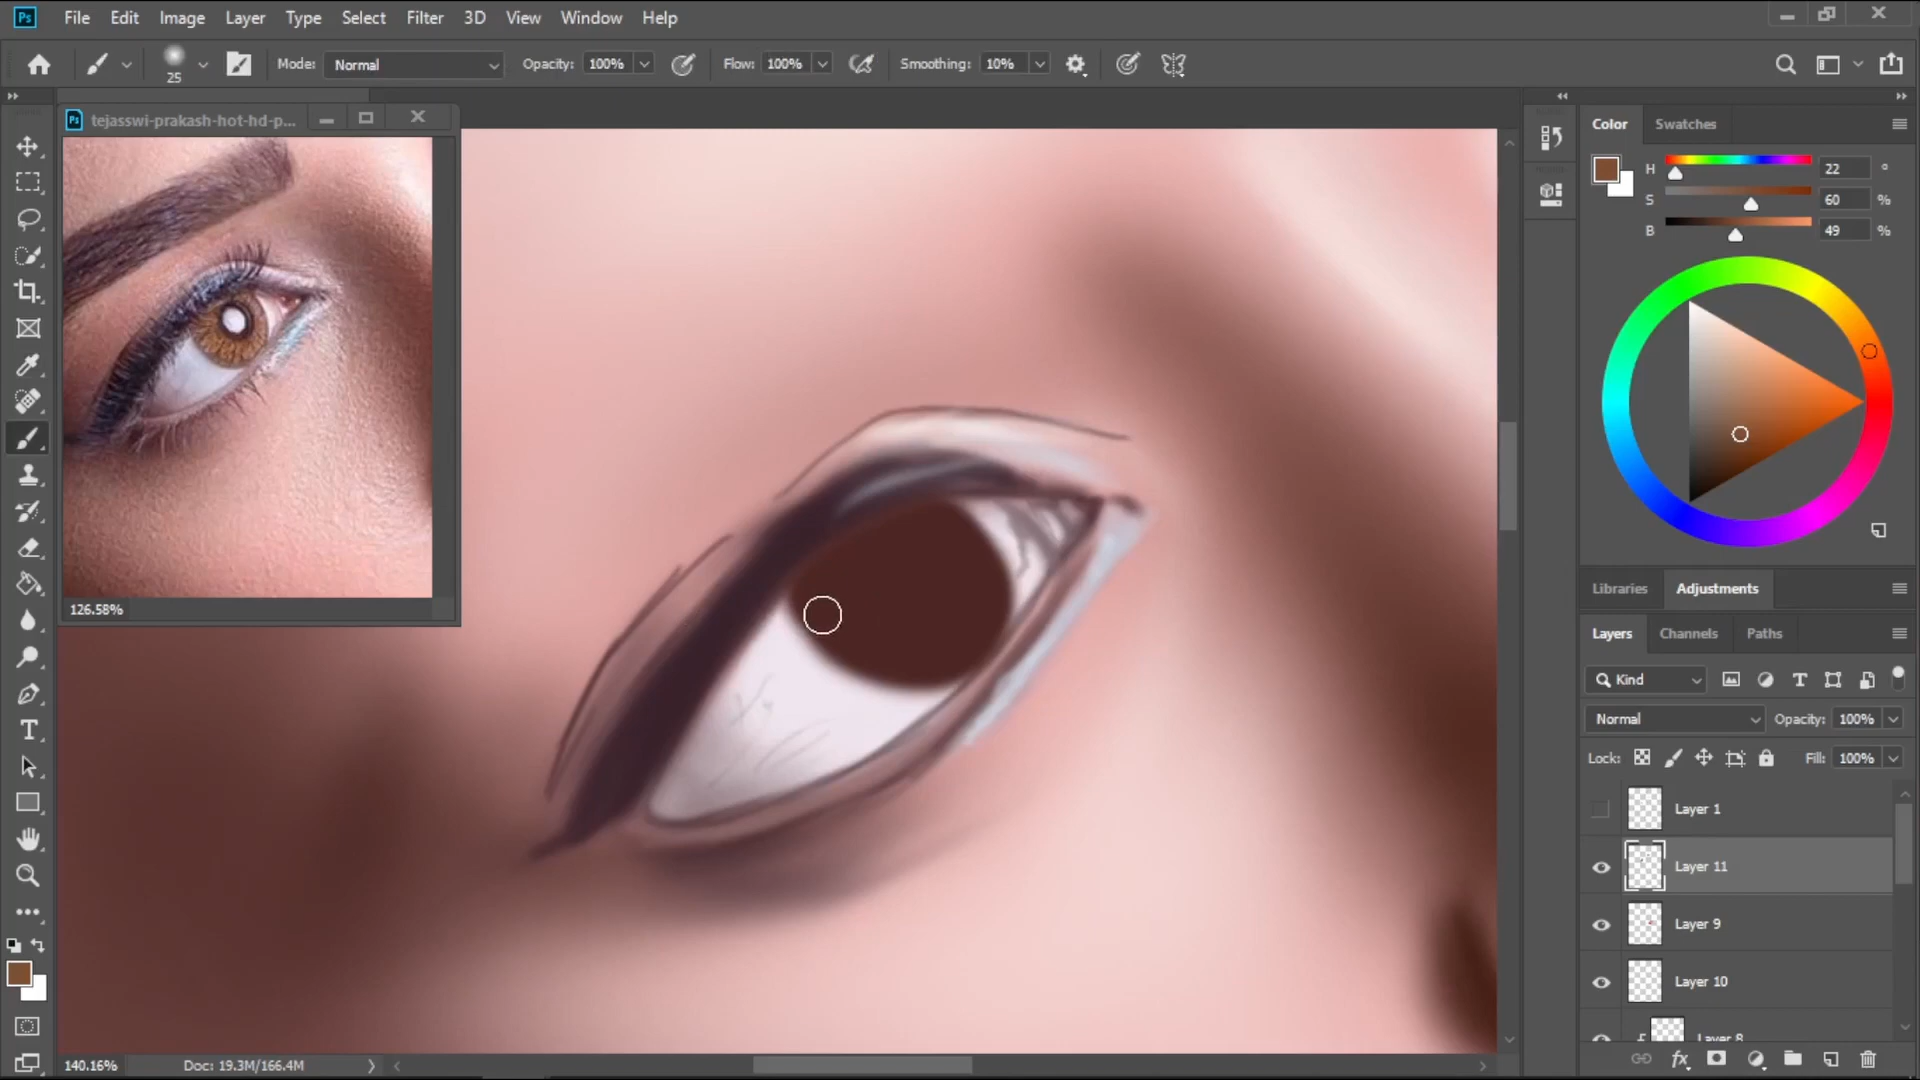 Ps File Edit Image Layer Type Select Filter 3D View Window Help
25 Mode: Normal Opacity: 100% Flow: 100% Smoothing: 10%
Ps tejasswi-prakash-hot-hd-p...
126.58%
Color Swatches
H 22 °
S 60 %
B 49 %
Libraries Adjustments
Layers Channels Paths
Kind
Normal Opacity: 100%
Lock: Fill: 100%
Layer 1
Layer 11
Layer 9
Layer 10
Layer 8
140.16% Doc: 19.3M/166.4M